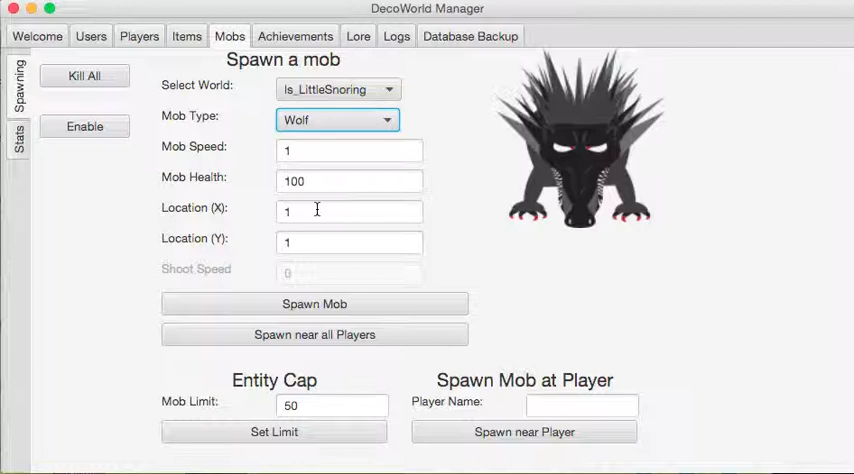 DecoWorld Manager
Welcome Users Players Items Mobs Achievements Lore Logs Database Backup
Spawning
Stats
Kill All
Enable
Spawn a mob
Select World: Is_LittleSnoring
Mob Type: Wolf
Mob Speed: 1
Mob Health: 100
Location (X): 1
Location (Y): 1
Shoot Speed 0
Spawn Mob
Spawn near all Players
Entity Cap
Mob Limit: 50
Set Limit
Spawn Mob at Player
Player Name:
Spawn near Player